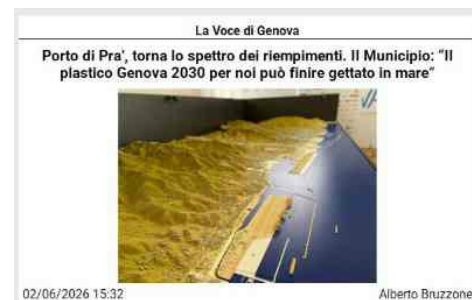 La Voce di Genova
Porto di Pra', torna lo spettro dei riempimenti. Il Municipio: “Il
plastico Genova 2030 per noi può finire gettato in mare”
02/06/2026 15:32
Alberto Bruzzone